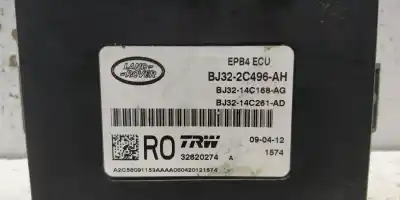 LAND
ROVER
EPB4 ECU
BJ32-2C496-AH
BJ32-14C168-AG
BJ32-14C261-AD
RO
TRW
32620274 A
09-04-12
1574
A2C56091153AAAA060420121574